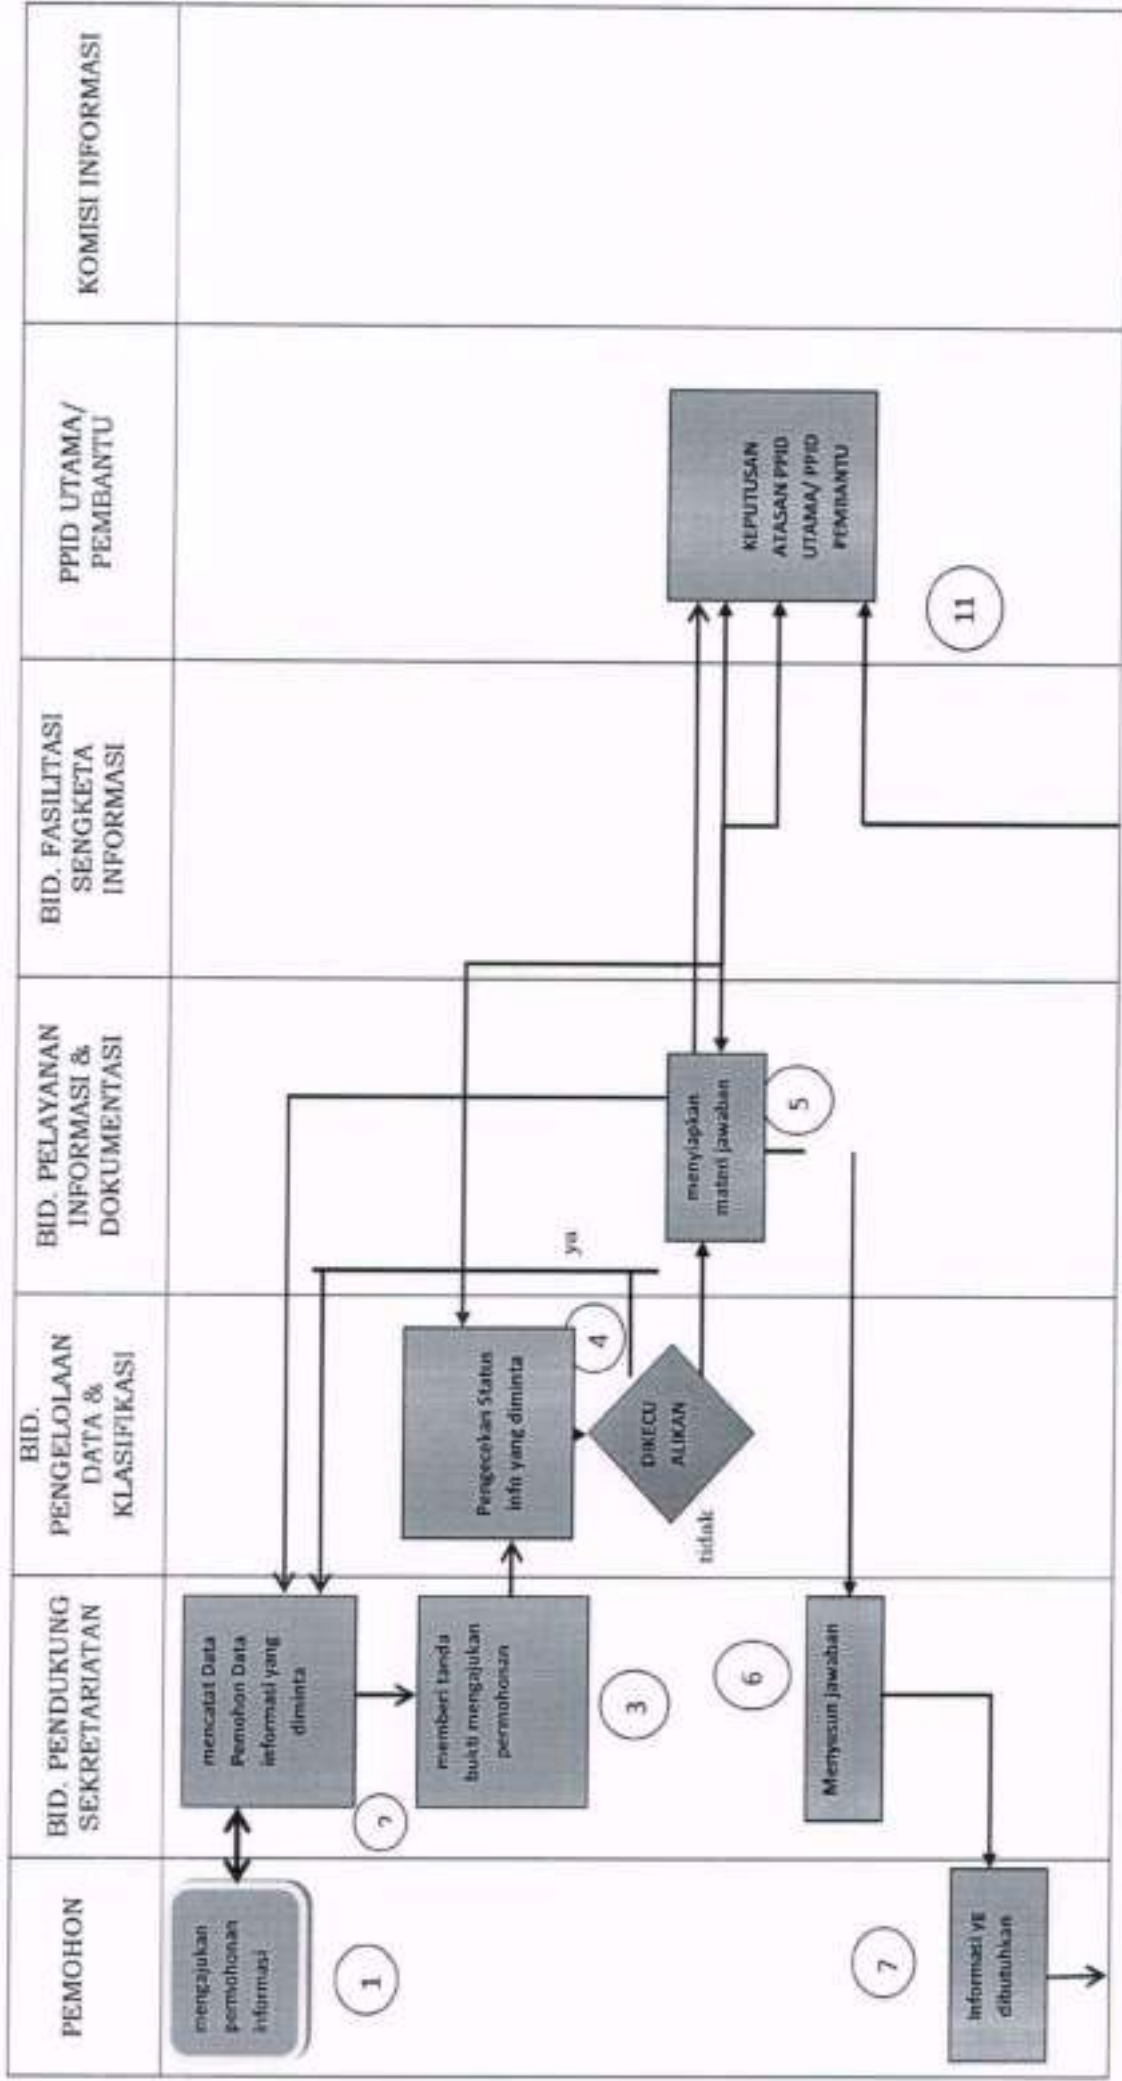 PEMOHON
BID. PENDUKUNG
SEKRETARIATAN
BID.
PENGELOLAAN
DATA &
KLASIFIKASI
BID. PELAYANAN
INFORMASI &
DOKUMENTASI
BID. FASILITASI
SENGKETA
INFORMASI
PPID UTAMA/
PEMBANTU
KOMISI INFORMASI
mengajukan
permohonan
informasi
1
mencatat Data
Pemohon Data
informasi yang
diminta
2
memberi tanda
bukti mengajukan
permohonan
3
Pengecekan Status
info yang diminta
4
DIKECU
ALIKAN
ya
tidak
menyiapkan
materi jawaban
5
KEPUTUSAN
ATASAN PPID
UTAMA/ PPID
PEMBANTU
11
Menyusun jawaban
6
Informasi yg
dibutuhkan
7